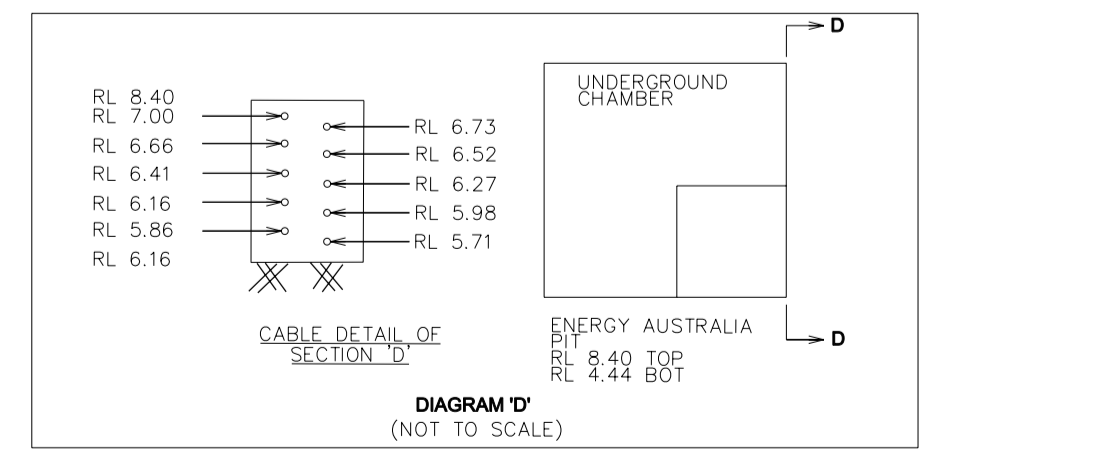 D
UNDERGROUND
CHAMBER
RL 8.40
RL 7.00
RL 6.66
RL 6.41
RL 6.16
RL 5.86
RL 6.16
RL 6.73
RL 6.52
RL 6.27
RL 5.98
RL 5.71
CABLE DETAIL OF
SECTION 'D'
ENERGY AUSTRALIA
PIT
RL 8.40 TOP
RL 4.44 BOT
D
DIAGRAM 'D'
(NOT TO SCALE)